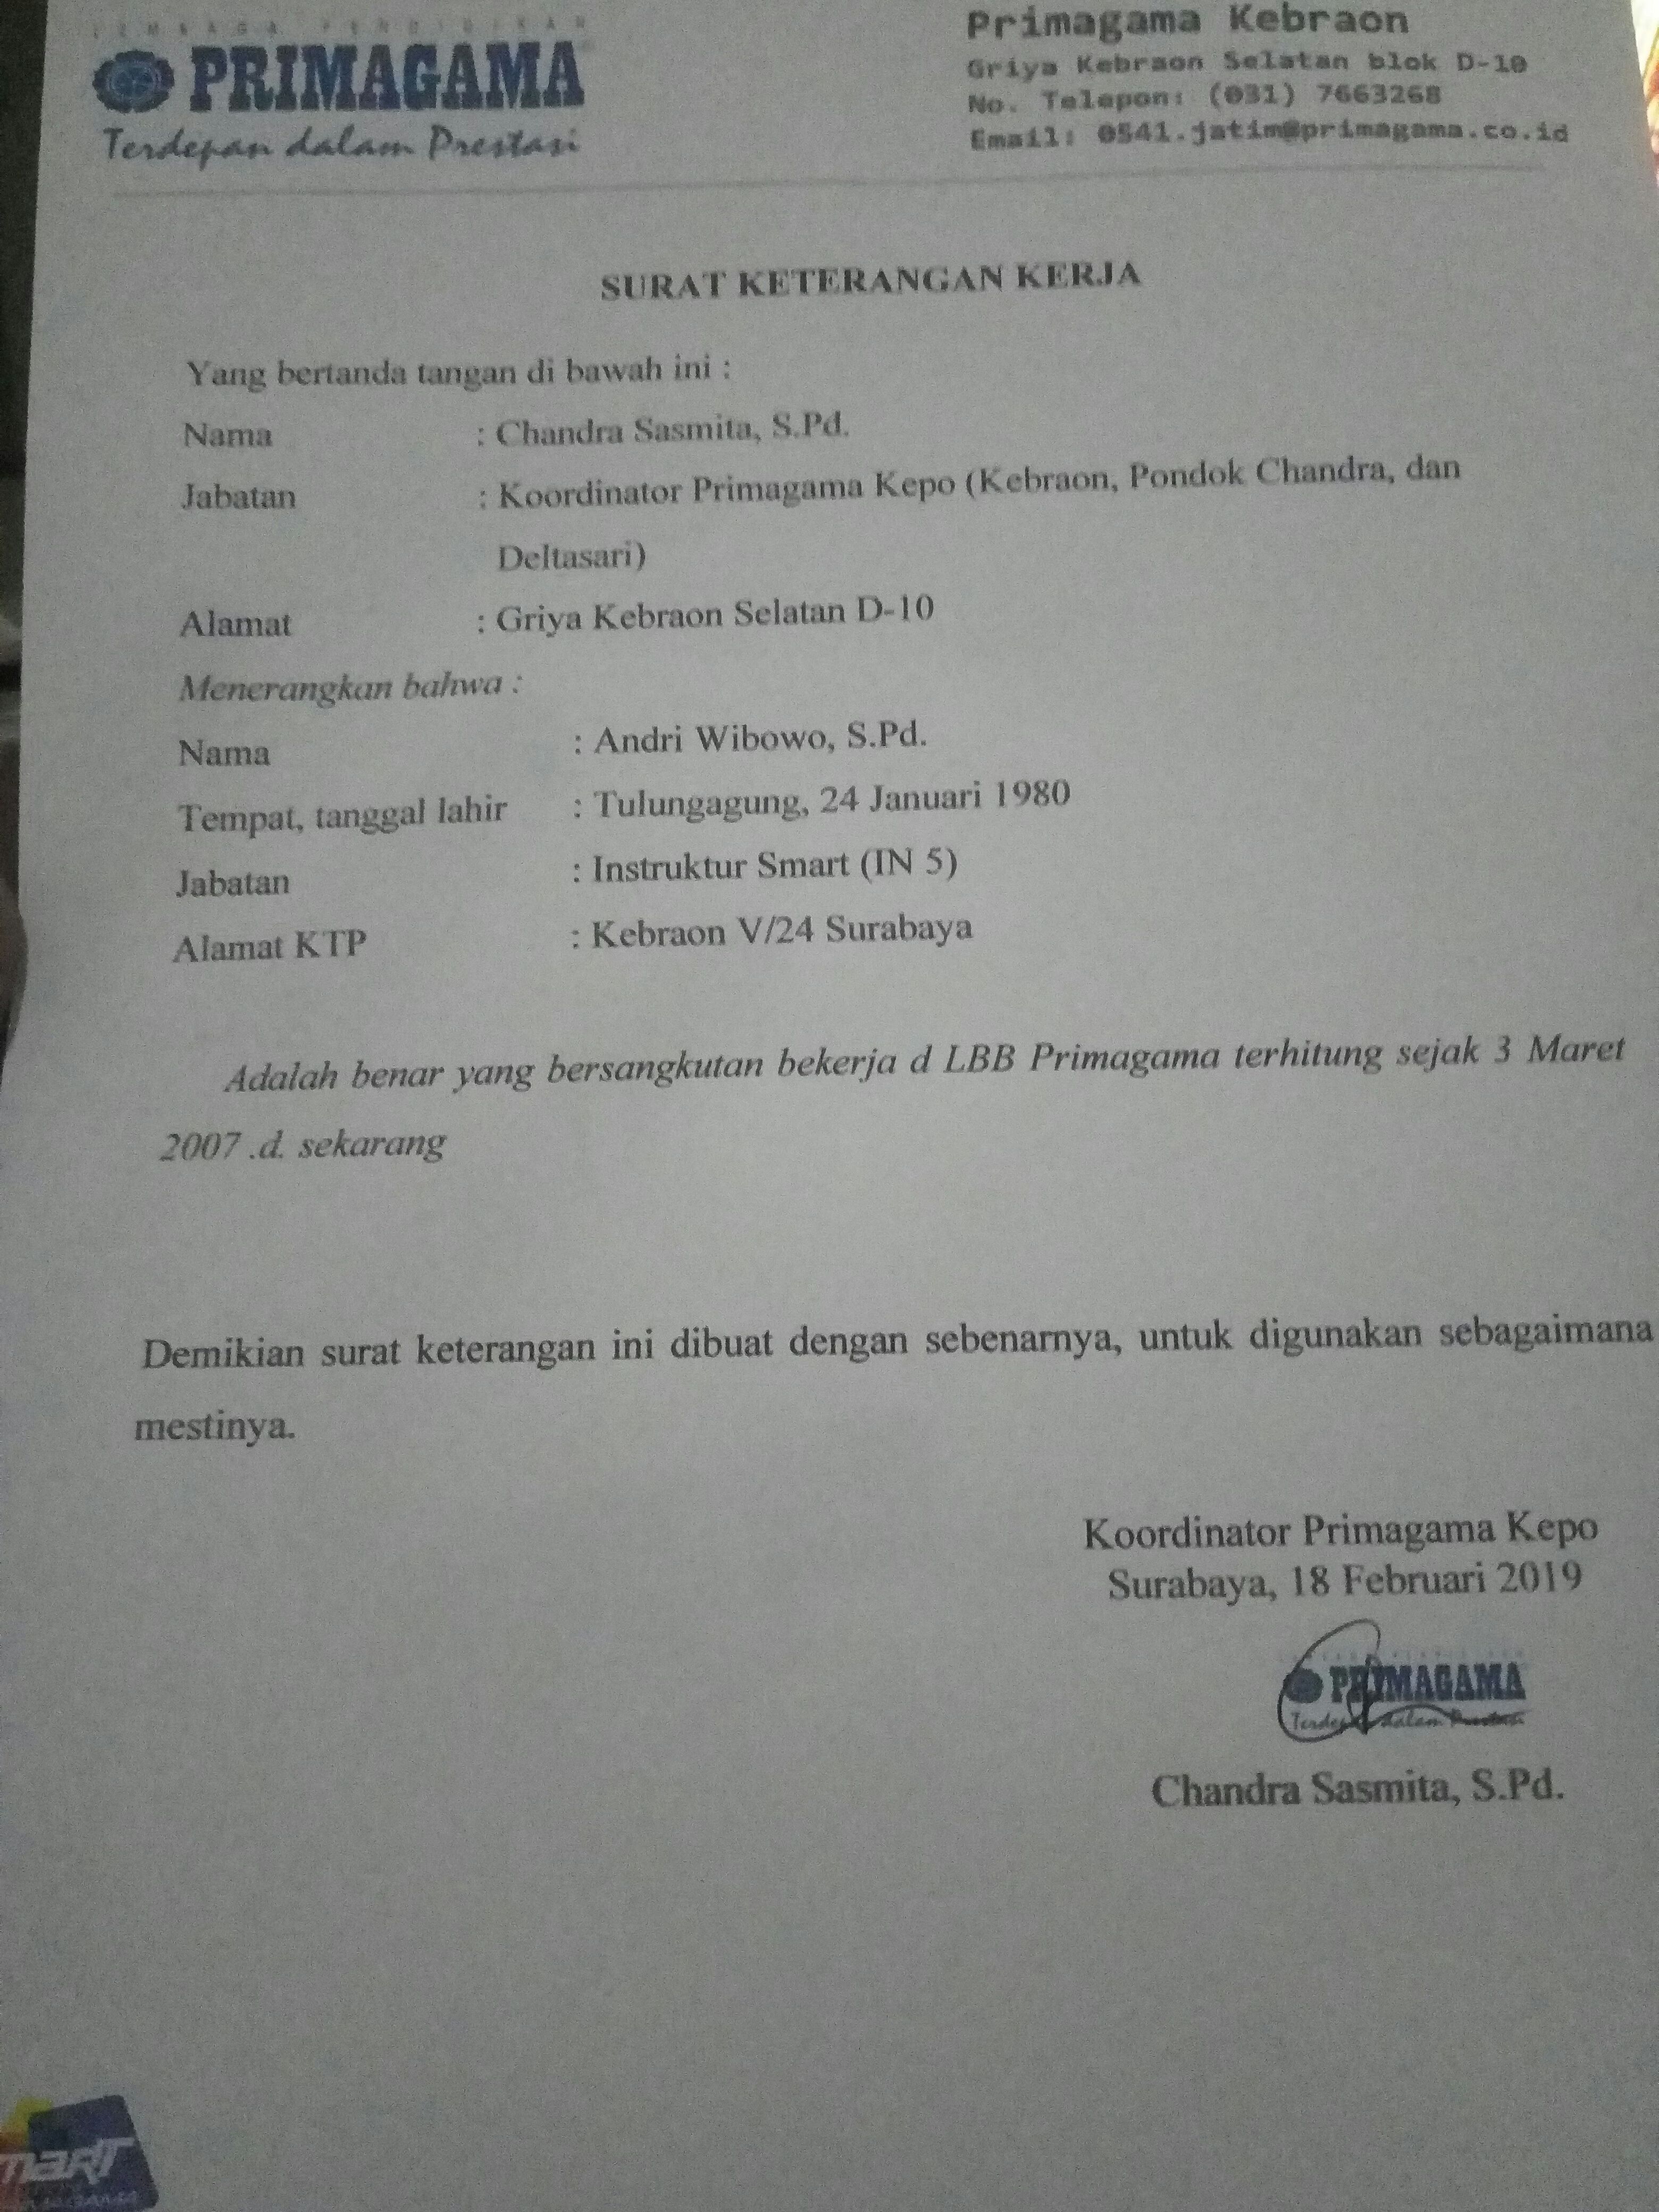 LEMBAGA PENDIDIKAN
PRIMAGAMA
Terdepan dalam Prestasi
Primagama Kebraon
Griya Kebraon Selatan blok D-10
No. Telepon: (031) 7663268
Email: 0541.jatim@primagama.co.id
SURAT KETERANGAN KERJA
Yang bertanda tangan di bawah ini :
Nama : Chandra Sasmita, S.Pd.
Jabatan : Koordinator Primagama Kepo (Kebraon, Pondok Chandra, dan
Deltasari)
Alamat : Griya Kebraon Selatan D-10
Menerangkan bahwa :
Nama : Andri Wibowo, S.Pd.
Tempat, tanggal lahir : Tulungagung, 24 Januari 1980
Jabatan : Instruktur Smart (IN 5)
Alamat KTP : Kebraon V/24 Surabaya
Adalah benar yang bersangkutan bekerja d LBB Primagama terhitung sejak 3 Maret
2007 .d. sekarang
Demikian surat keterangan ini dibuat dengan sebenarnya, untuk digunakan sebagaimana
mestinya.
Koordinator Primagama Kepo
Surabaya, 18 Februari 2019
PRIMAGAMA
Terdepan dalam Prestasi
Chandra Sasmita, S.Pd.
marT